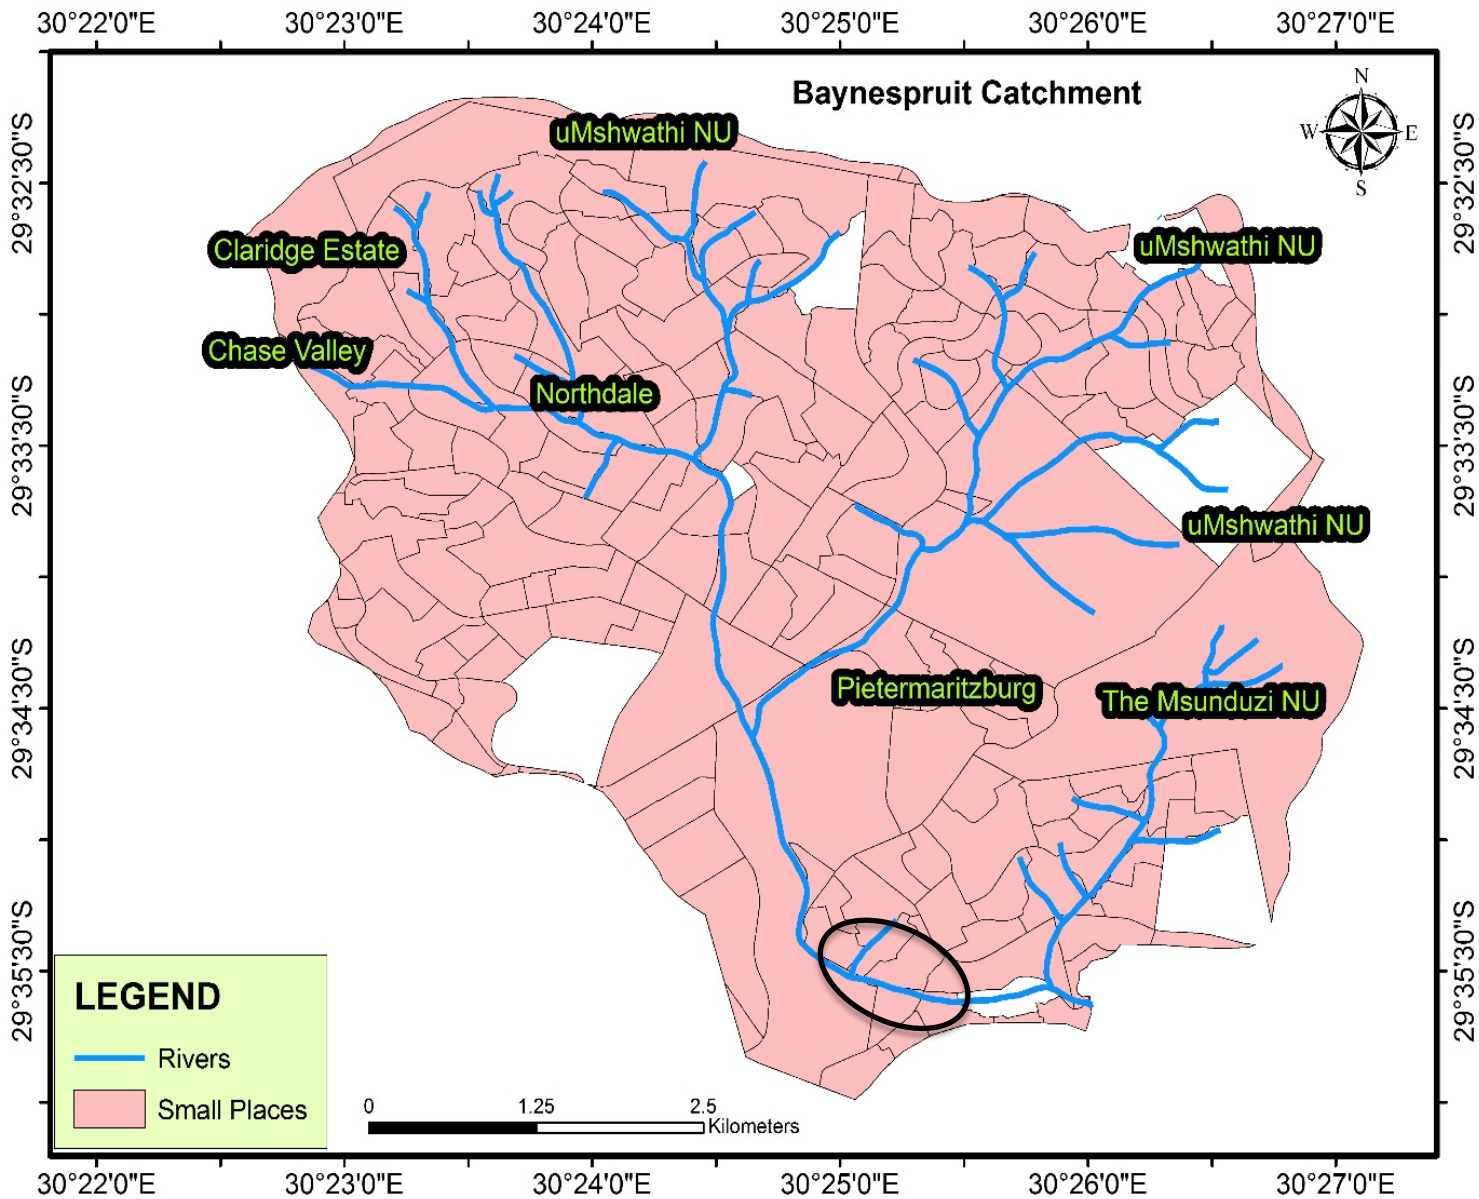 30°22'0"E 30°23'0"E 30°24'0"E 30°25'0"E 30°26'0"E 30°27'0"E
Baynespruit Catchment
N
W E
S
29°32'30"S 29°32'30"S
uMshwathi NU
Claridge Estate
uMshwathi NU
Chase Valley
Northdale
29°33'30"S 29°33'30"S
uMshwathi NU
29°34'30"S 29°34'30"S
Pietermaritzburg
The Msunduzi NU
29°35'30"S 29°35'30"S
LEGEND
Rivers
Small Places
0 1.25 2.5
Kilometers
30°22'0"E 30°23'0"E 30°24'0"E 30°25'0"E 30°26'0"E 30°27'0"E